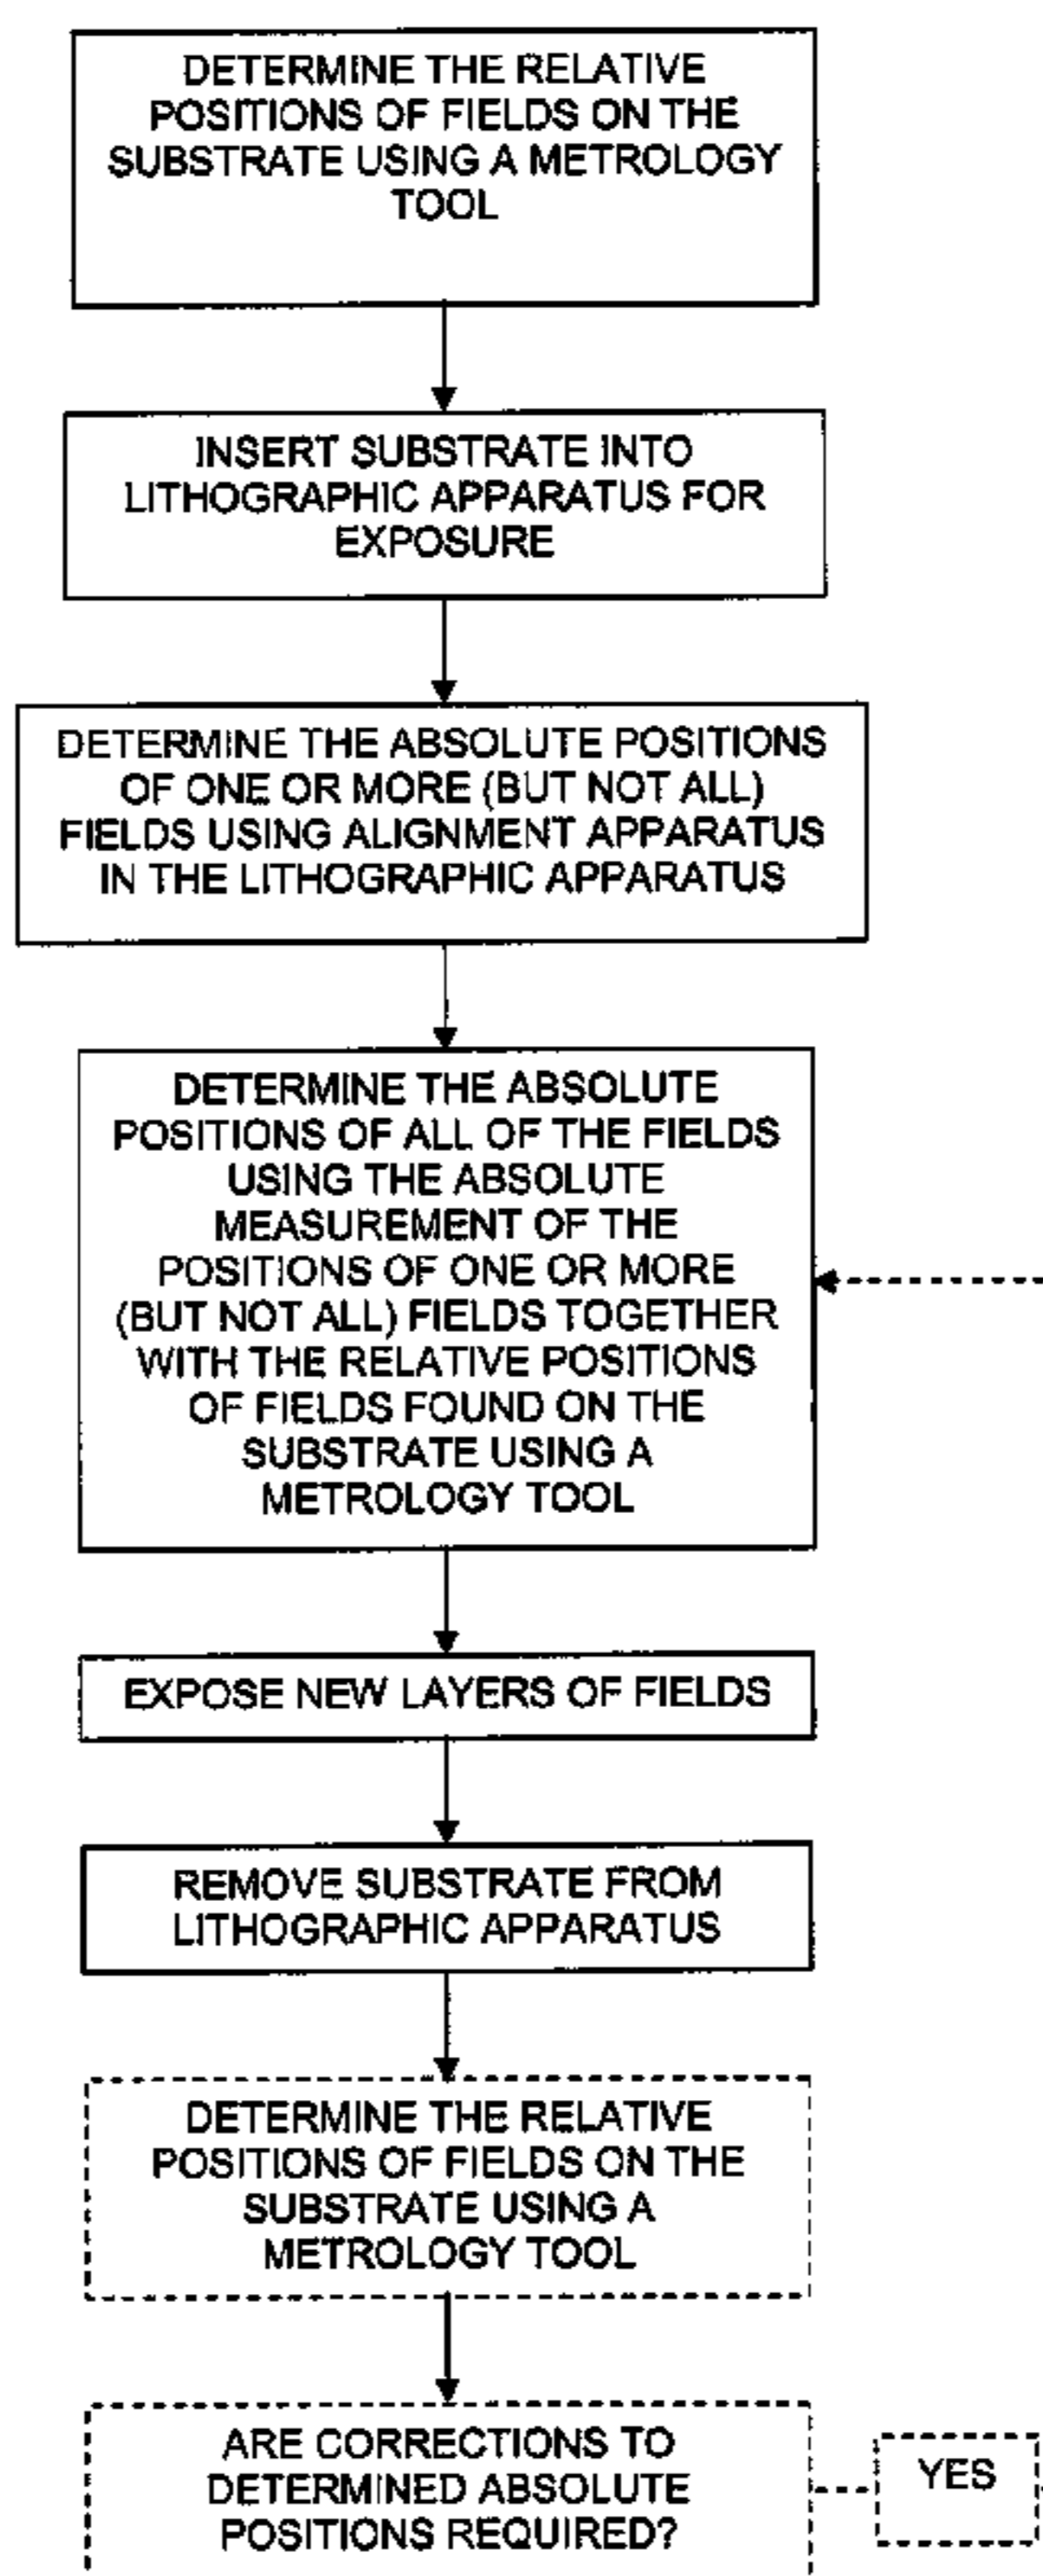 DETERMINE THE RELATIVE
POSITIONS OF FIELDS ON THE
SUBSTRATE USING A METROLOGY
TOOL
INSERT SUBSTRATE INTO
LITHOGRAPHIC APPARATUS FOR
EXPOSURE
DETERMINE THE ABSOLUTE POSITIONS
OF ONE OR MORE (BUT NOT ALL)
FIELDS USING ALIGNMENT APPARATUS
IN THE LITHOGRAPHIC APPARATUS
DETERMINE THE ABSOLUTE
POSITIONS OF ALL OF THE FIELDS
USING THE ABSOLUTE
MEASUREMENT OF THE
POSITIONS OF ONE OR MORE
(BUT NOT ALL) FIELDS TOGETHER
WITH THE RELATIVE POSITIONS
OF FIELDS FOUND ON THE
SUBSTRATE USING A
METROLOGY TOOL
EXPOSE NEW LAYERS OF FIELDS
REMOVE SUBSTRATE FROM
LITHOGRAPHIC APPARATUS
DETERMINE THE RELATIVE
POSITIONS OF FIELDS ON THE
SUBSTRATE USING A
METROLOGY TOOL
ARE CORRECTIONS TO
DETERMINED ABSOLUTE
POSITIONS REQUIRED?
YES